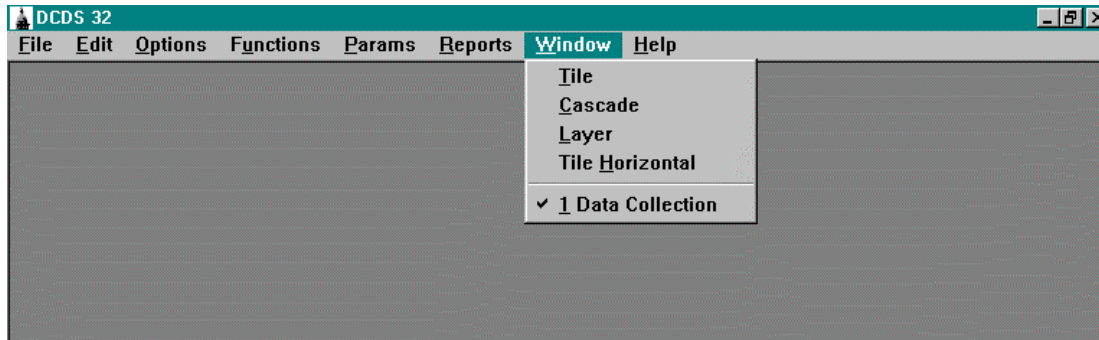 DCDS 32
File Edit Options Functions Params Reports Window Help
Tile
Cascade
Layer
Tile Horizontal
✓ 1 Data Collection